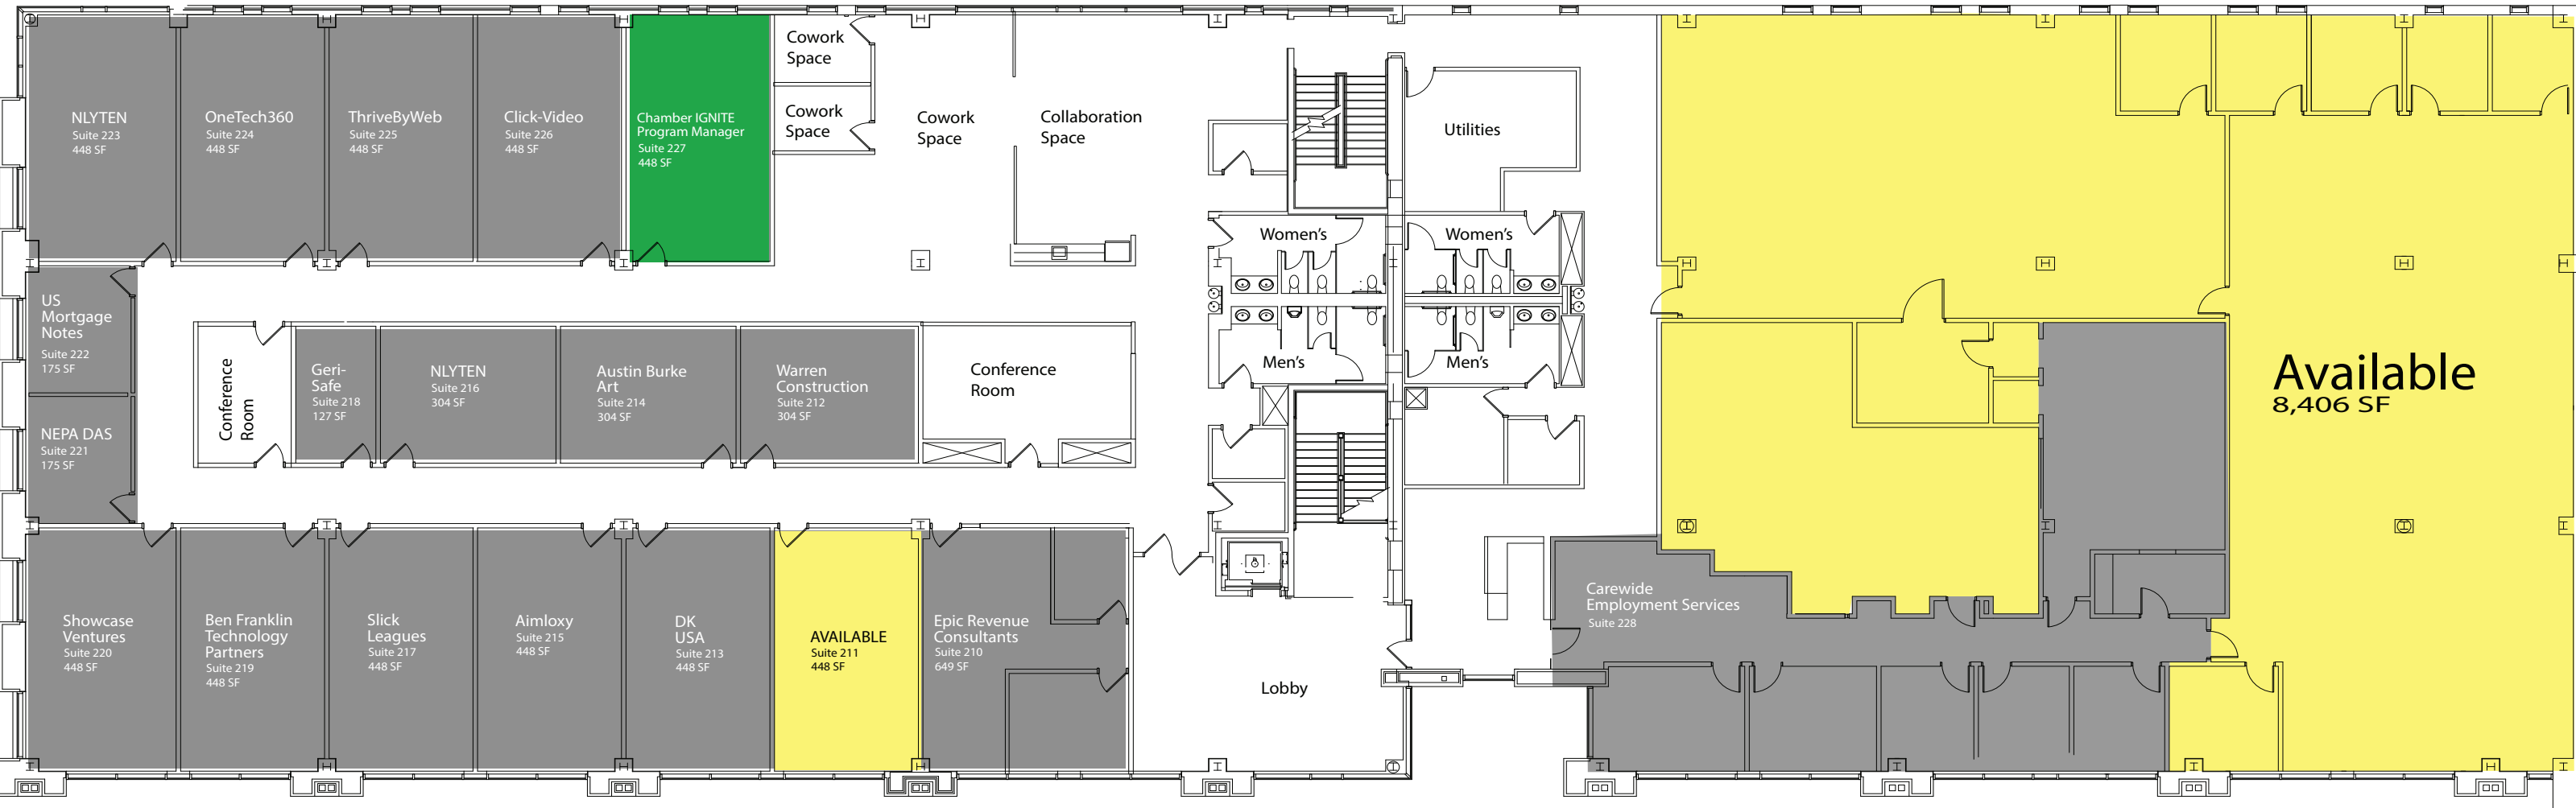 NLYTEN
Suite 223
448 SF
OneTech360
Suite 224
448 SF
ThriveByWeb
Suite 225
448 SF
Click-Video
Suite 226
448 SF
Chamber IGNITE
Program Manager
Suite 227
448 SF
Cowork
Space
Cowork
Space
Cowork
Space
Collaboration
Space
Utilities
Women's
Women's
Men's
Men's
US
Mortgage
Notes
Suite 222
175 SF
NEPA DAS
Suite 221
175 SF
Conference
Room
Geri-
Safe
Suite 218
127 SF
NLYTEN
Suite 216
304 SF
Austin Burke
Art
Suite 214
304 SF
Warren
Construction
Suite 212
304 SF
Conference
Room
Available
8,406 SF
Showcase
Ventures
Suite 220
448 SF
Ben Franklin
Technology
Partners
Suite 219
448 SF
Slick
Leagues
Suite 217
448 SF
Aimloxy
Suite 215
448 SF
DK
USA
Suite 213
448 SF
AVAILABLE
Suite 211
448 SF
Epic Revenue
Consultants
Suite 210
649 SF
Lobby
Carewide
Employment Services
Suite 228